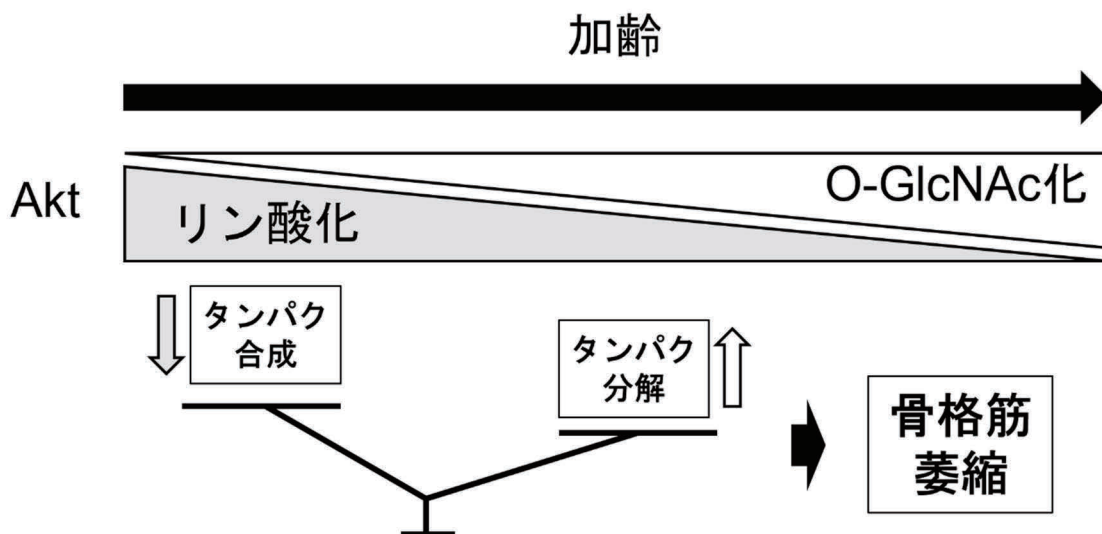 加齢
Akt
O-GlcNAc化
リン酸化
タンパク
合成
タンパク
分解
骨格筋
萎縮